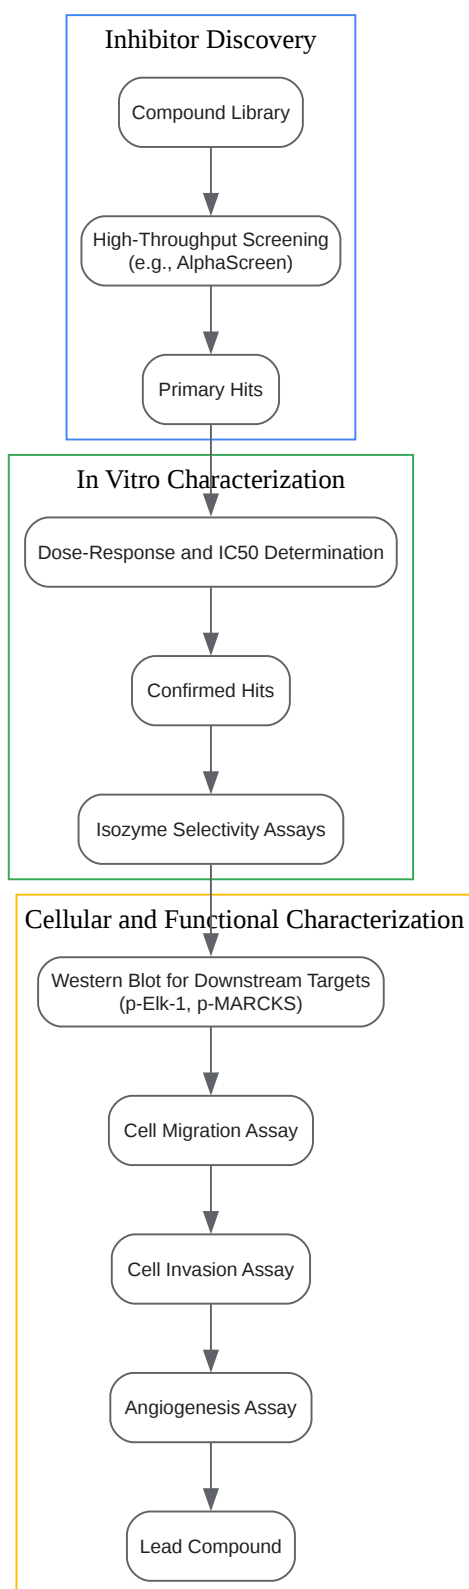 Inhibitor Discovery
Compound Library
High-Throughput Screening
(e.g., AlphaScreen)
Primary Hits
In Vitro Characterization
Dose-Response and IC50 Determination
Confirmed Hits
Isozyme Selectivity Assays
Cellular and Functional Characterization
Western Blot for Downstream Targets
(p-Elk-1, p-MARCKS)
Cell Migration Assay
Cell Invasion Assay
Angiogenesis Assay
Lead Compound